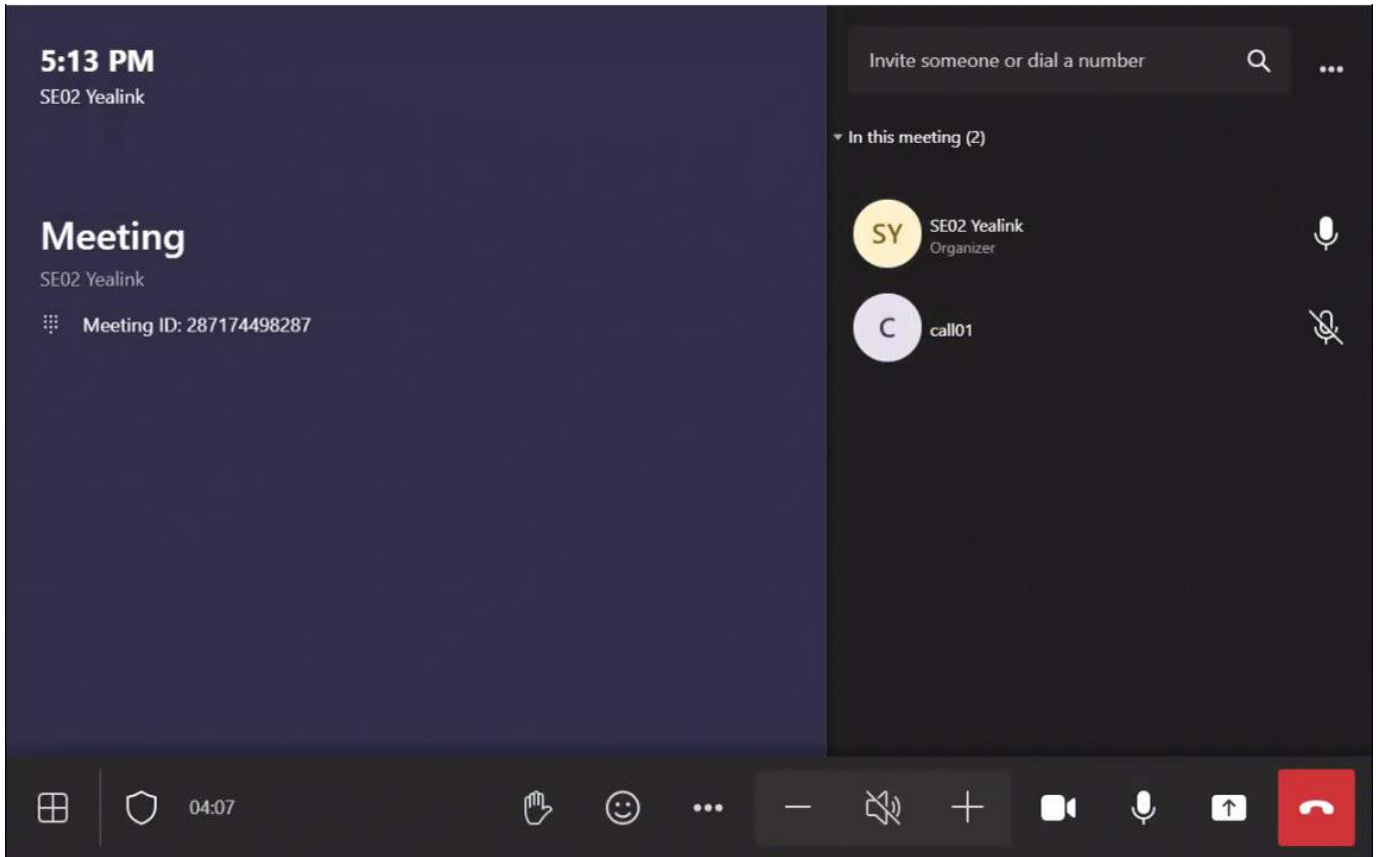 5:13 PM
SE02 Yealink
Meeting
SE02 Yealink
Meeting ID: 287174498287
Invite someone or dial a number
In this meeting (2)
SY
SE02 Yealink
Organizer
C
call01
04:07